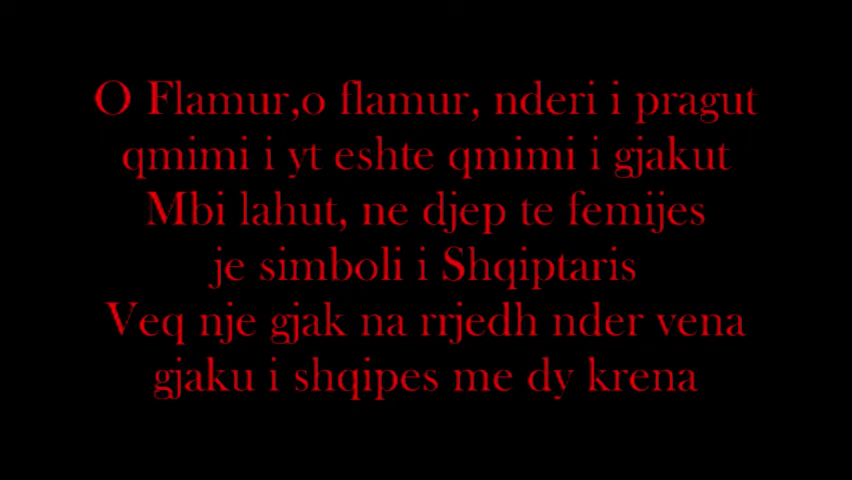 O Flamur,o flamur, nderi i pragut
qmimi i yt eshte qmimi i gjakut
Mbi lahut, ne djep te femijes
je simboli i Shqiptaris
Veq nje gjak na rrjedh nder vena
gjaku i shqipes me dy krena